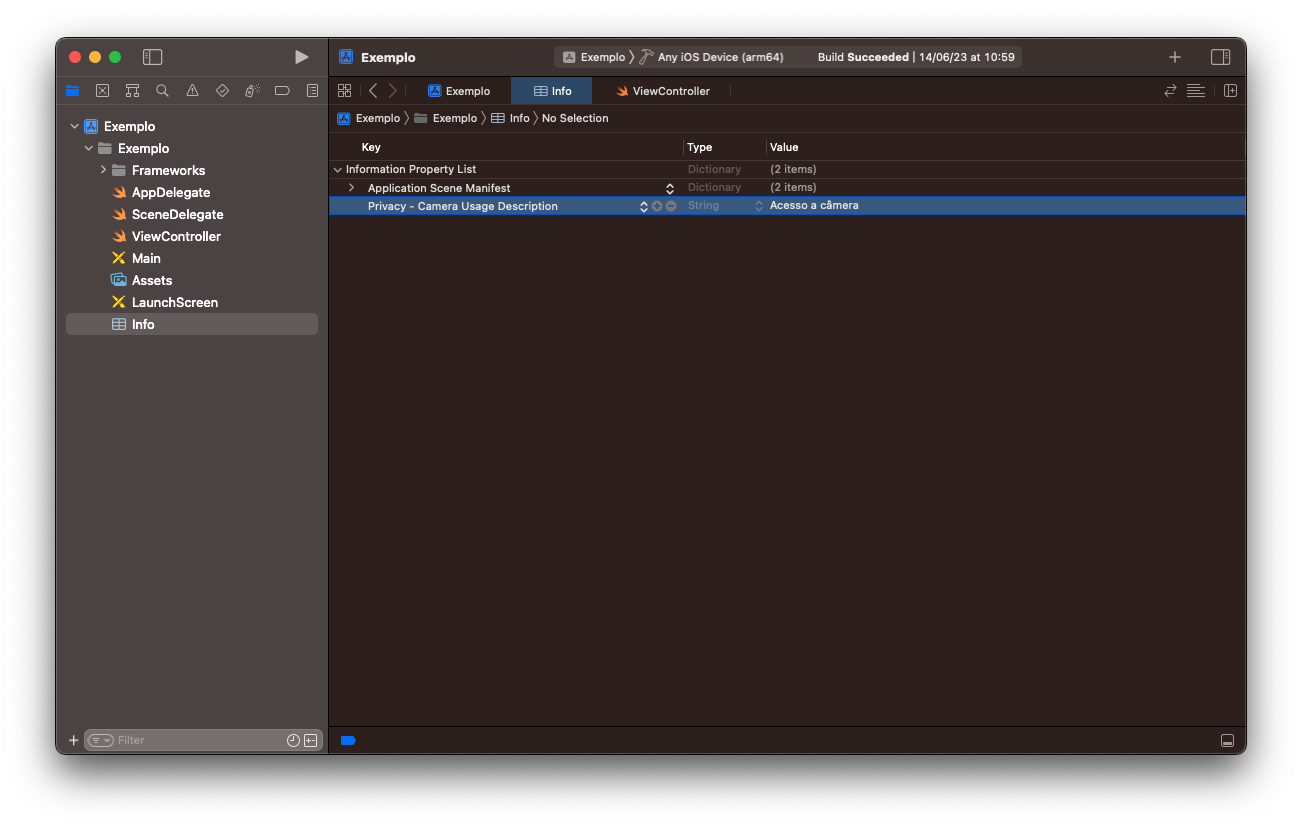 Exemplo
Exemplo
Any iOS Device (arm64)
Build Succeeded | 14/06/23 at 10:59
Exemplo
Info
ViewController
Exemplo
Exemplo
Info
No Selection
Exemplo
Exemplo
Frameworks
AppDelegate
SceneDelegate
ViewController
Main
Assets
LaunchScreen
Info
Key
Type
Value
Information Property List
Dictionary
(2 items)
Application Scene Manifest
Dictionary
(2 items)
Privacy - Camera Usage Description
String
Acesso a câmera
Filter